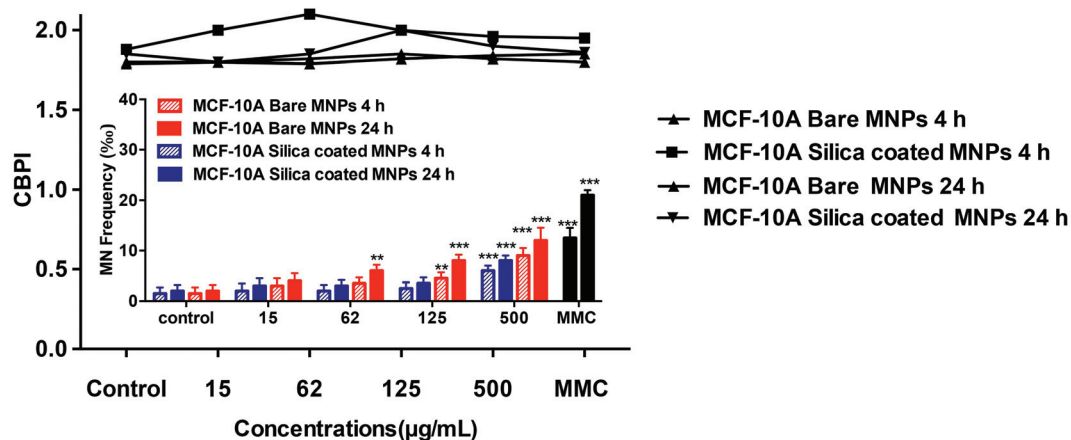 2.0
1.5
1.0
0.5
0.0
CBPI
Control 15 62 125 500 MMC
Concentrations(µg/mL)
40
30
20
10
0
MN Frequency (‰)
MCF-10A Bare MNPs 4 h
MCF-10A Bare MNPs 24 h
MCF-10A Silica coated MNPs 4 h
MCF-10A Silica coated MNPs 24 h
** ** *** *** *** *** *** *** ***
control 15 62 125 500 MMC
MCF-10A Bare MNPs 4 h
MCF-10A Silica coated MNPs 4 h
MCF-10A Bare MNPs 24 h
MCF-10A Silica coated MNPs 24 h